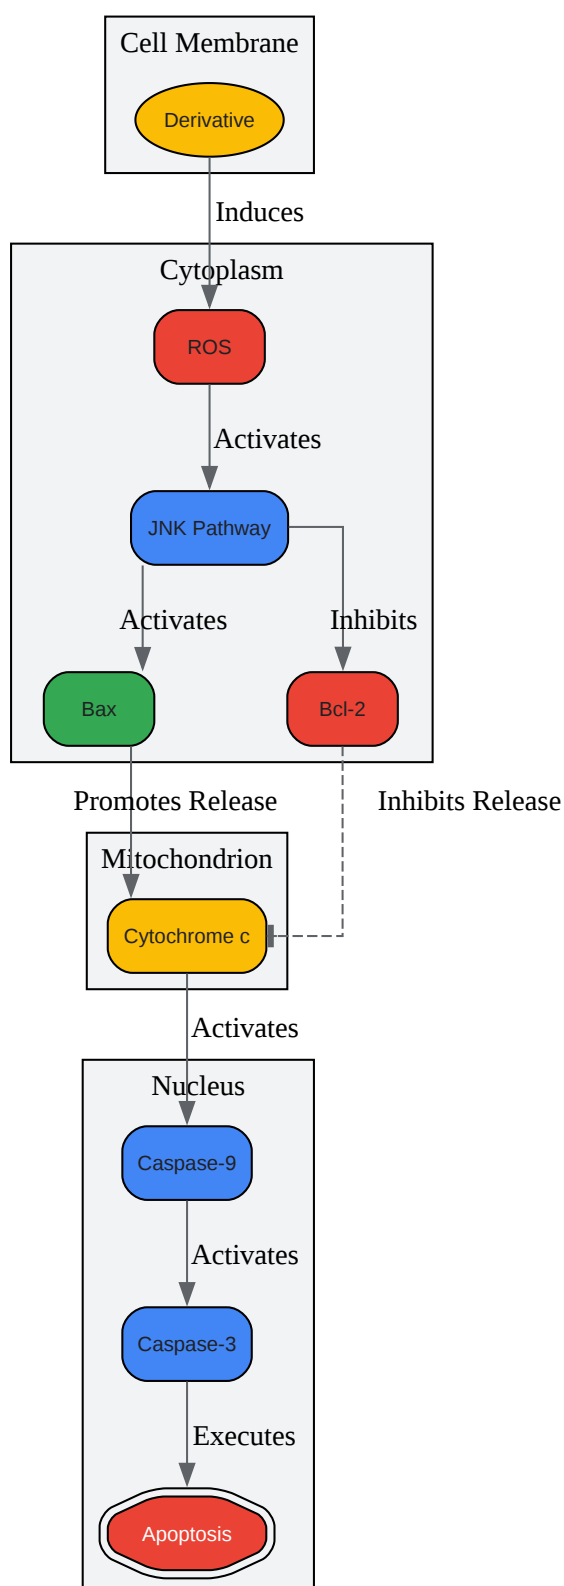 Cell Membrane
Derivative
Induces
Cytoplasm
ROS
Activates
JNK Pathway
Activates
Inhibits
Bax
Bcl-2
Promotes Release
Inhibits Release
Mitochondrion
Cytochrome c
Activates
Nucleus
Caspase-9
Activates
Caspase-3
Executes
Apoptosis